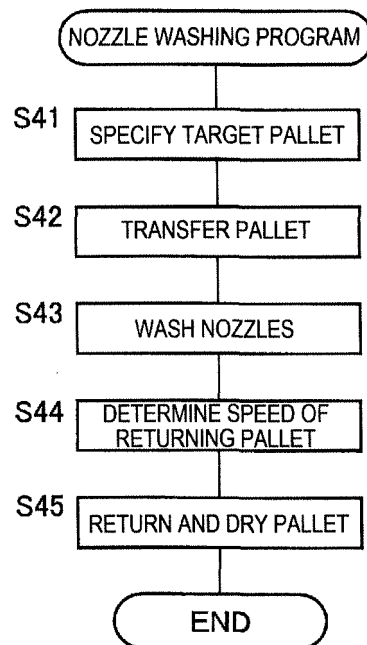 NOZZLE WASHING PROGRAM
S41
SPECIFY TARGET PALLET
S42
TRANSFER PALLET
S43
WASH NOZZLES
S44
DETERMINE SPEED OF
RETURNING PALLET
S45
RETURN AND DRY PALLET
END